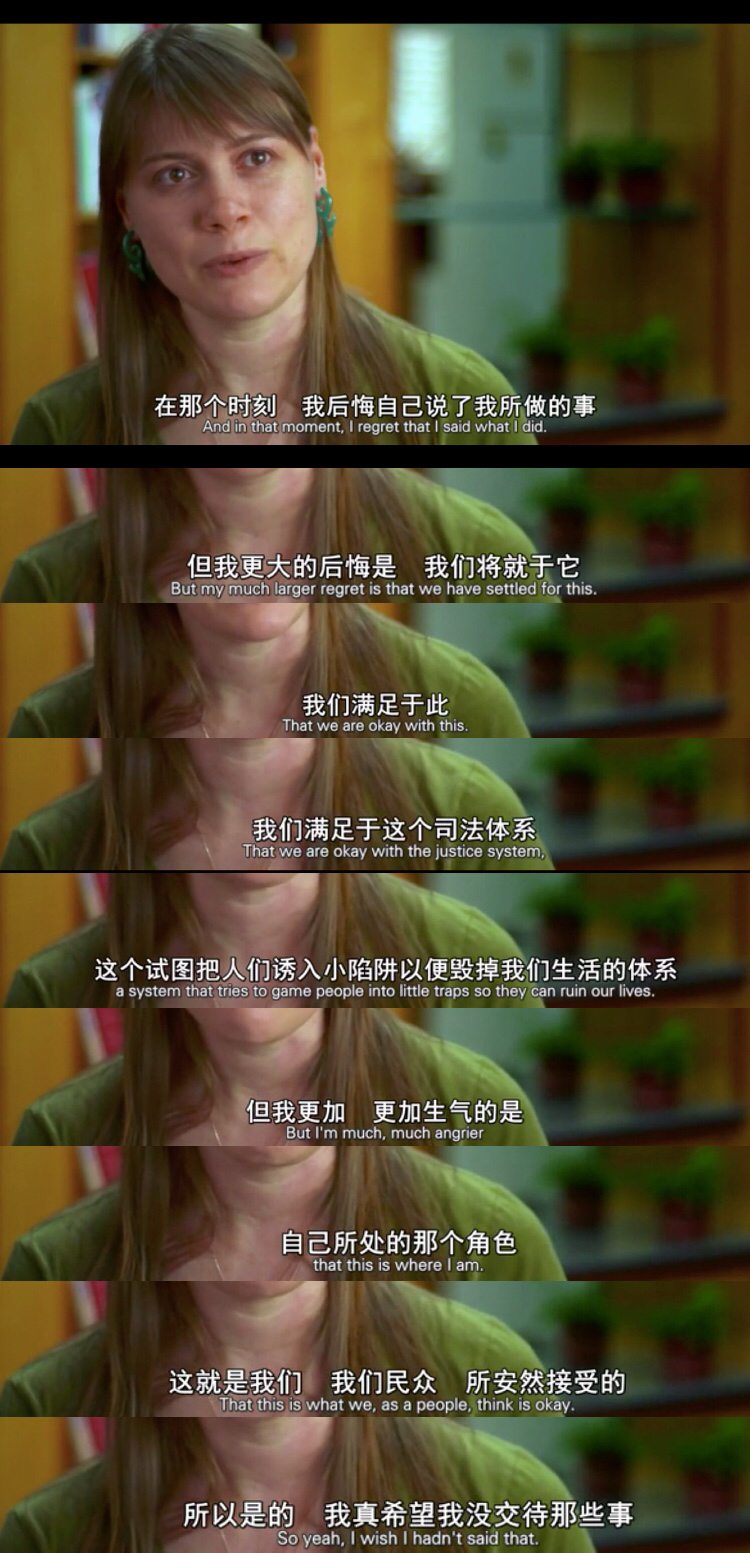 在那个时刻 我后悔自己说了我所做的事
And in that moment, I regret that I said what I did.
但我更大的后悔是 我们将就于它
But my much larger regret is that we have settled for this.
我们满足于此
That we are okay with this.
我们满足于这个司法体系
That we are okay with the justice system,
这个试图把人们诱入小陷阱以便毁掉我们生活的体系
a system that tries to game people into little traps so they can ruin our lives.
但我更加 更加生气的是
But I'm much, much angrier
自己所处的那个角色
that this is where I am.
这就是我们 我们民众 所安然接受的
That this is what we, as a people, think is okay.
所以是的 我真希望我没交待那些事
So yeah, I wish I hadn't said that.